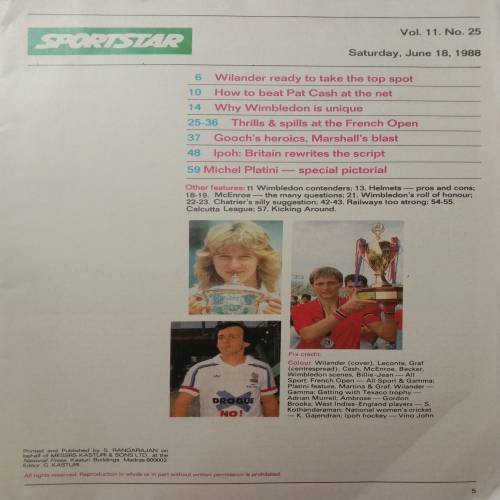 SPORTSTAR
Vol. 11. No. 25
Saturday, June 18, 1988
6 Wilander ready to take the top spot
10 How to beat Pat Cash at the net
14 Why Wimbledon is unique
25-36 Thrills & spills at the French Open
37 Gooch's heroics, Marshall's blast
48 Ipoh: Britain rewrites the script
59 Michel Platini — special pictorial
Other features: 11 Wimbledon contenders; 13. Helmets — pros and cons;
18-19. McEnroe — the many questions; 21. Wimbledon's roll of honour;
22-23. Chatrier's silly suggestion; 42-43. Railways too strong; 54-55.
Calcutta League; 57. Kicking Around.
DROGUE
NO!
Pix credit:
Colour: Wilander (cover), Leconte, Graf
(centrespread), Cash, McEnroe, Becker,
Wimbledon scenes, Billie-Jean — All
Sport; French Open — All Sport & Gamma;
Platini feature, Martina & Graf, Wilander —
Gamma; Gatting with Texaco trophy —
Adrian Murrell; Ambrose — Gordon
Brooks; West Indies-England players — S.
Kothandaraman; National women's cricket
— K. Gajendran; Ipoh hockey — Vino John
Printed and Published by S. RANGARAJAN on
behalf of MESSRS KASTURI & SONS LTD. at the
National Press, Kasturi Buildings, Madras-600002.
Editor: G. KASTURI.
All rights reserved. Reproduction in whole or in part without written permission is prohibited.
5